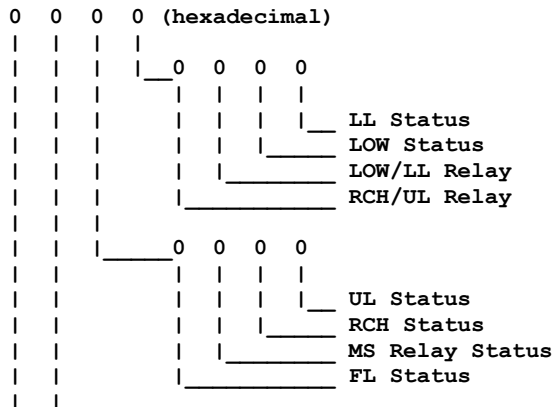 0 0 0 0 (hexadecimal)
0 0 0 0
LL Status
LOW Status
LOW/LL Relay
RCH/UL Relay
0 0 0 0
UL Status
RCH Status
MS Relay Status
FL Status